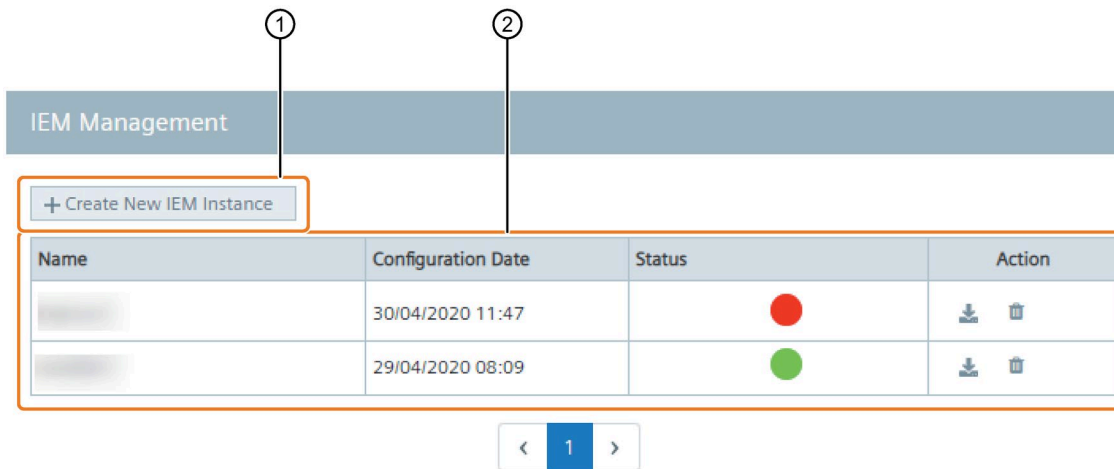 1 2
IEM Management
+ Create New IEM Instance
Name Configuration Date Status Action
30/04/2020 11:47
29/04/2020 08:09
< 1 >